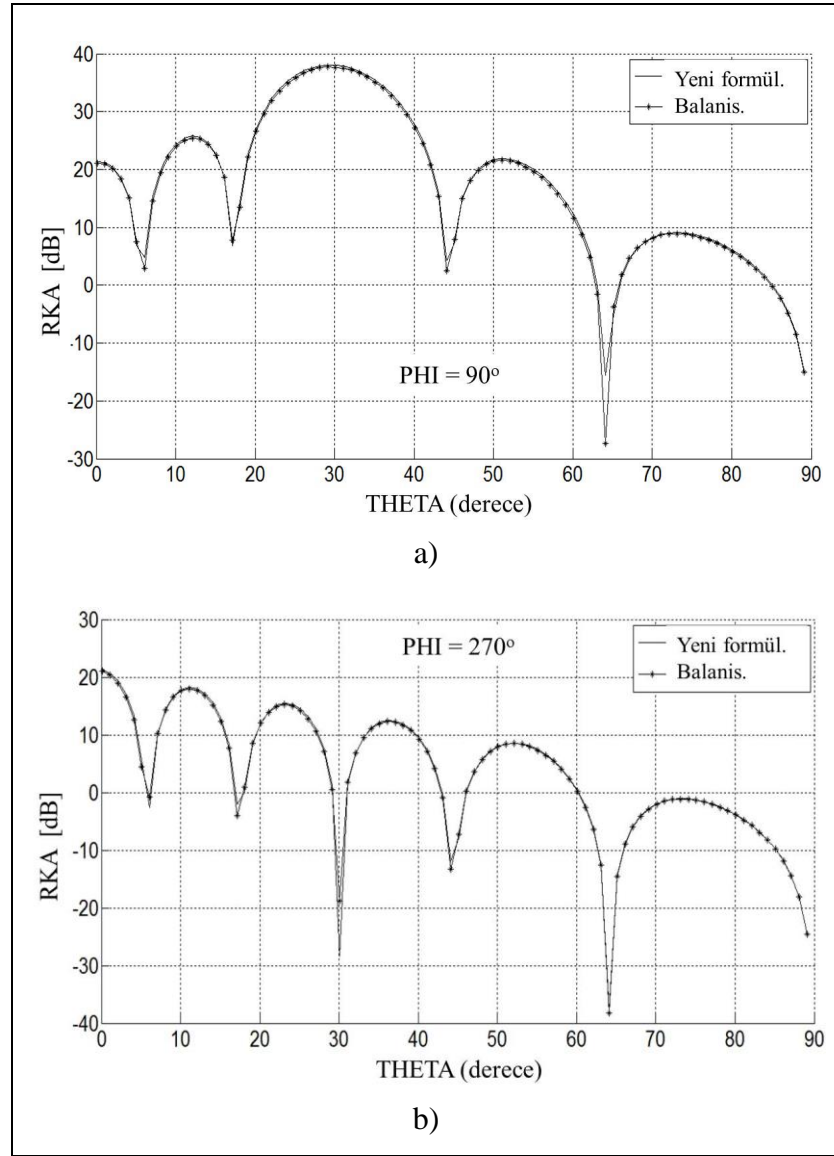 40
30
20
10
0
-10
-20
-30
RKA [dB]
Yeni formül.
Balanis.
PHI = 90°
0 10 20 30 40 50 60 70 80 90
THETA (derece)
a)
30
20
10
0
-10
-20
-30
-40
RKA [dB]
PHI = 270°
Yeni formül.
Balanis.
0 10 20 30 40 50 60 70 80 90
THETA (derece)
b)